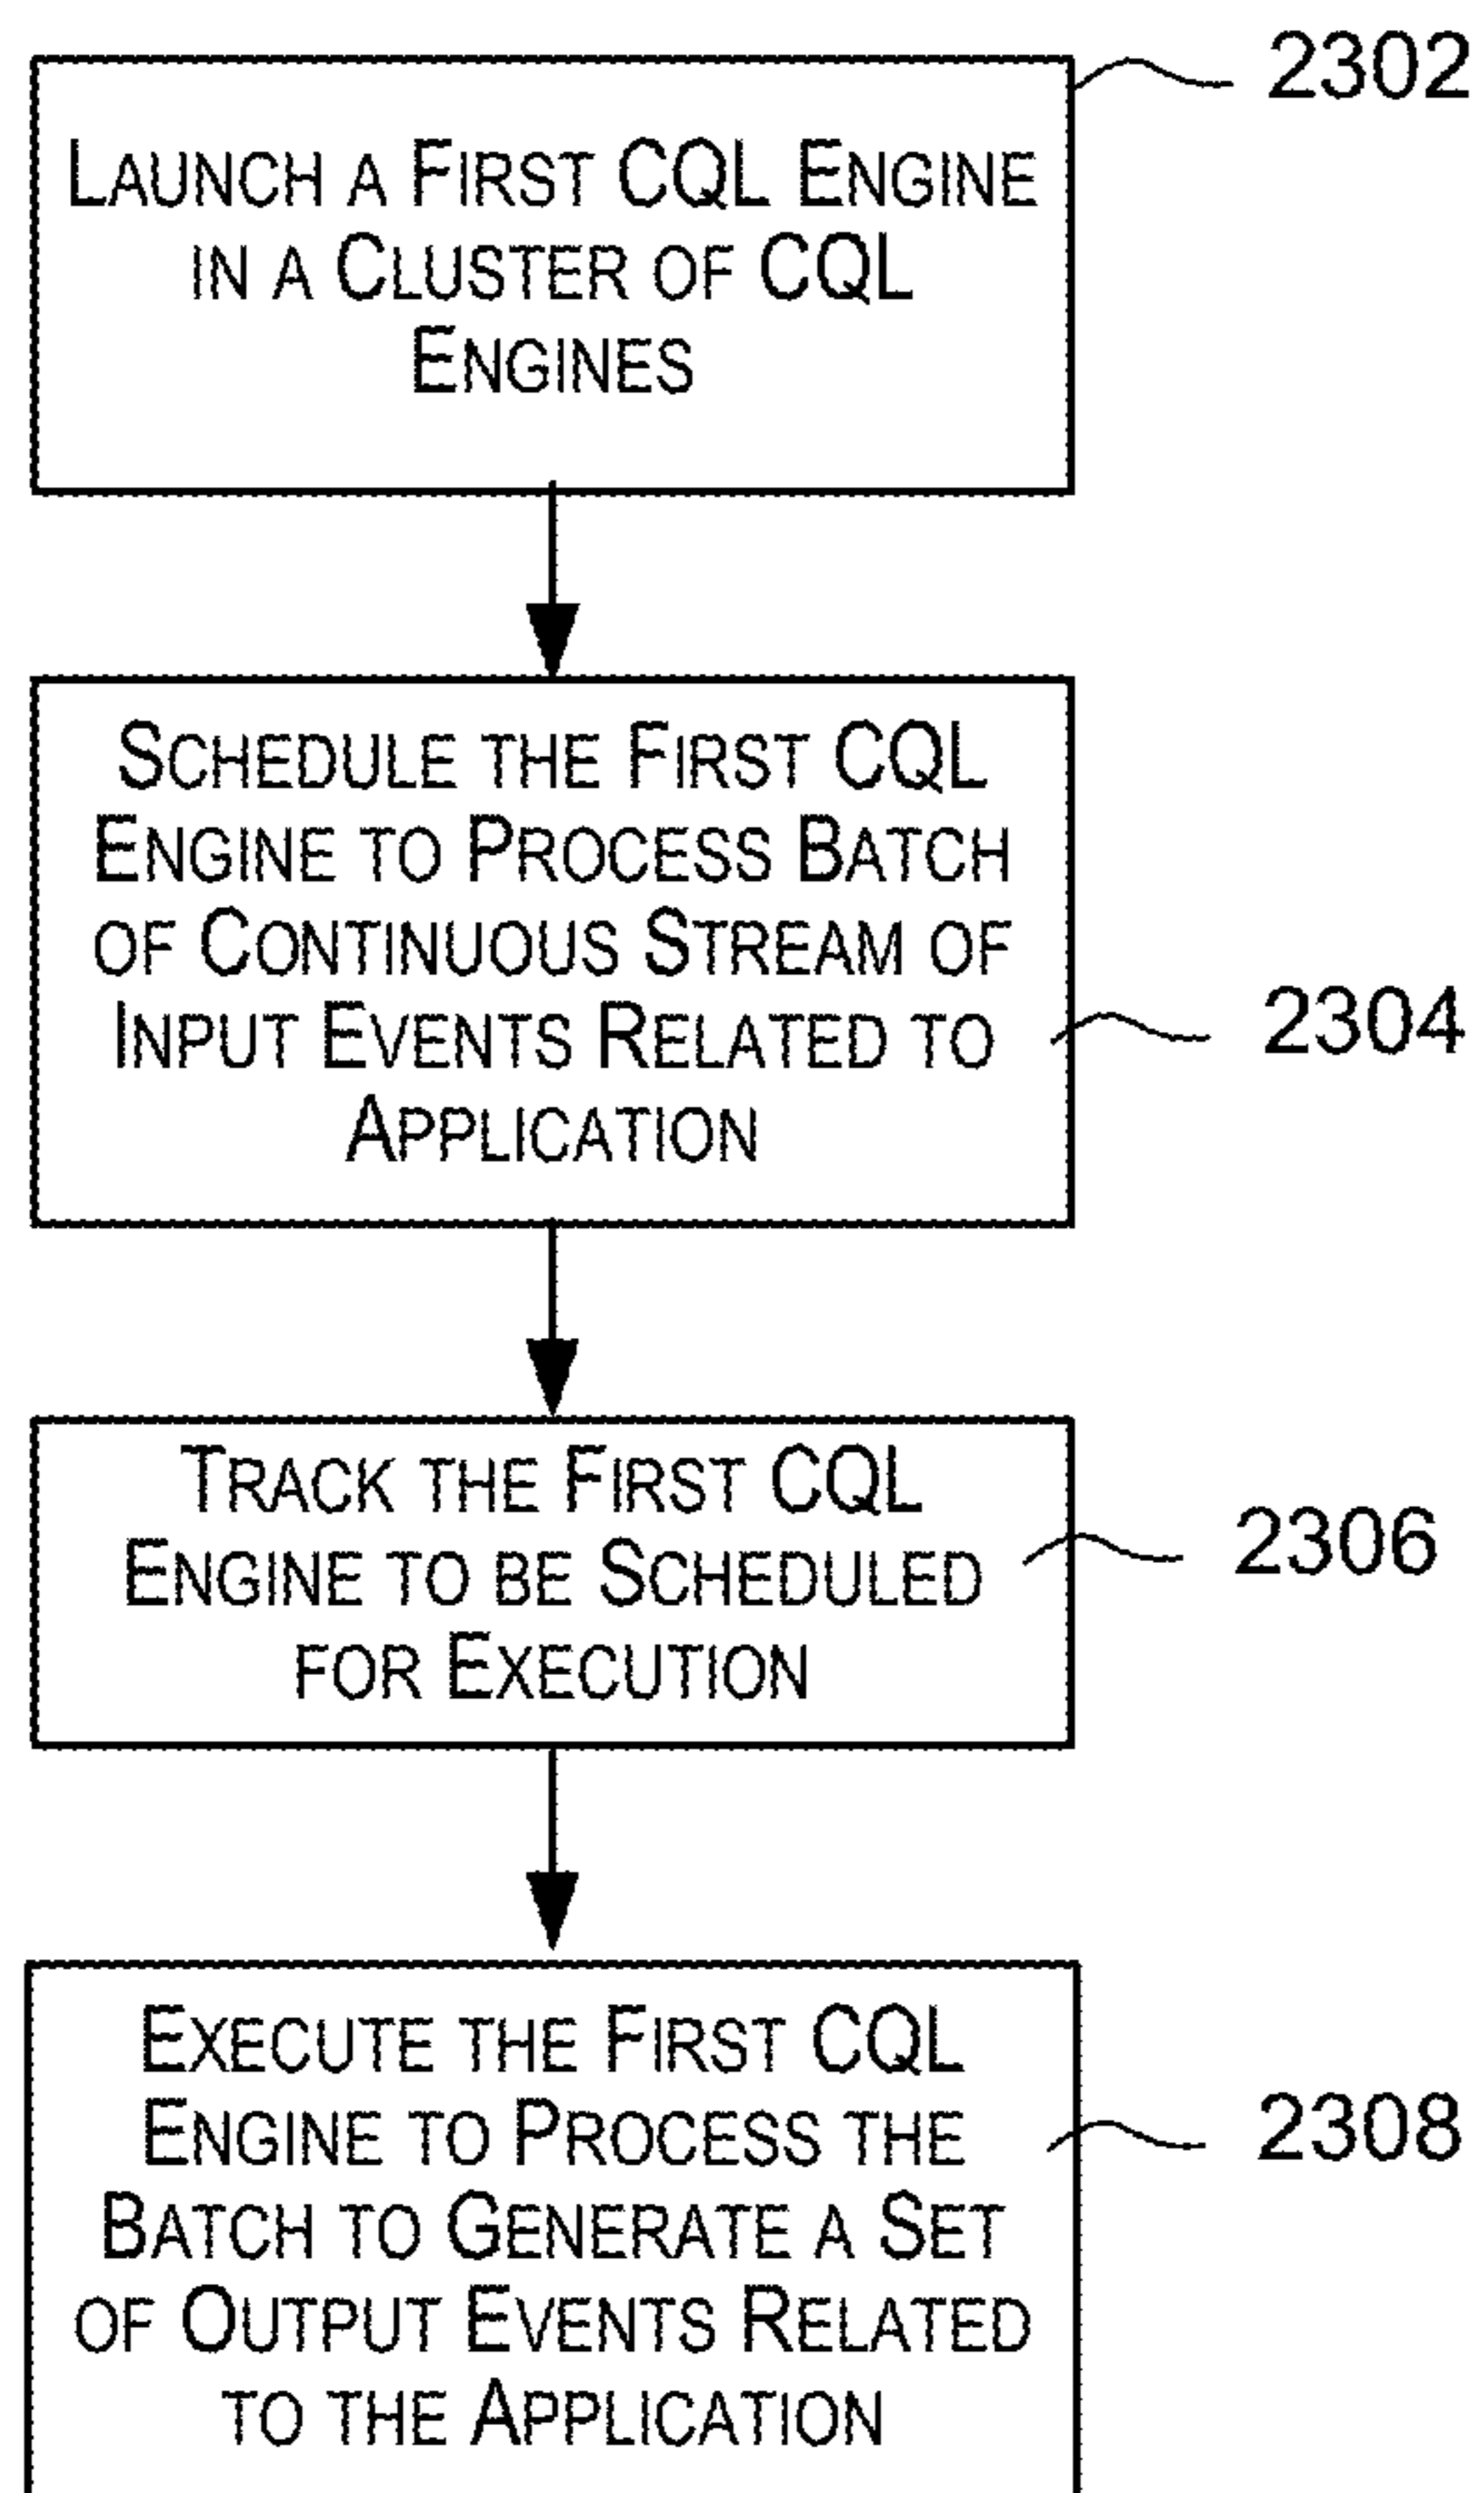 2302
LAUNCH A FIRST CQL ENGINE
IN A CLUSTER OF CQL
ENGINES
SCHEDULE THE FIRST CQL
ENGINE TO PROCESS BATCH
OF CONTINUOUS STREAM OF
INPUT EVENTS RELATED TO
APPLICATION
2304
TRACK THE FIRST CQL
ENGINE TO BE SCHEDULED
FOR EXECUTION
2306
EXECUTE THE FIRST CQL
ENGINE TO PROCESS THE
BATCH TO GENERATE A SET
OF OUTPUT EVENTS RELATED
TO THE APPLICATION
2308